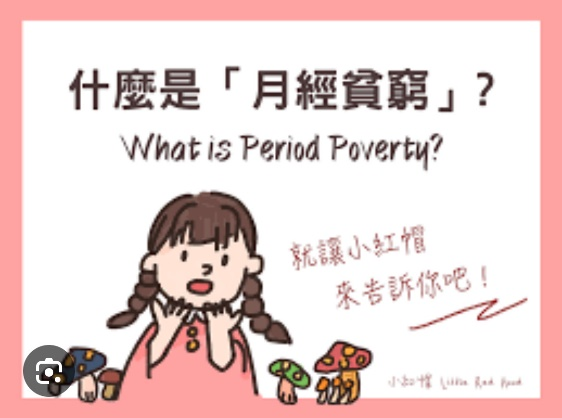 什麼是「月經貧窮」?
What is Period Poverty?
就讓小紅帽
來告訴你吧!
小紅帽 Little Red Hood